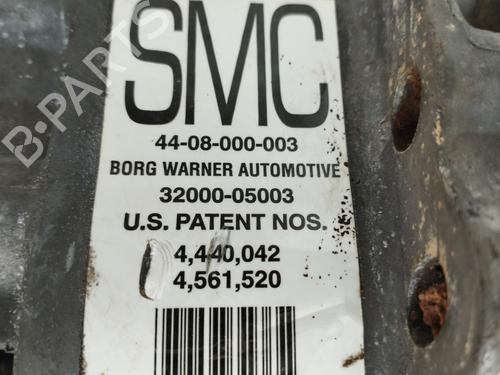 B-PARTS
SMC
44-08-000-003
BORG WARNER AUTOMOTIVE
32000-05003
U.S. PATENT NOS.
4,440,042
4,561,520